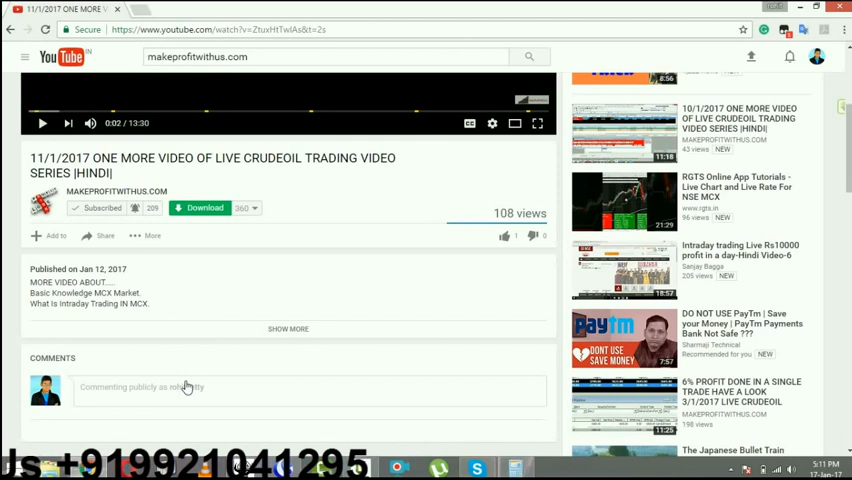 11/1/2017 ONE MORE V
Secure
https://www.youtube.com/watch?v=ZtuxHtTwIAs&t=2s
YouTube IN
makeprofitwithus.com
0:02 / 13:30
11/1/2017 ONE MORE VIDEO OF LIVE CRUDEOIL TRADING VIDEO
SERIES |HINDI|
MAKEPROFITWITHUS.COM
Subscribed 209
Download 360
108 views
Add to Share More
1 0
Published on Jan 12, 2017
MORE VIDEO ABOUT.....
Basic Knowledge MCX Market.
What Is Intraday Trading IN MCX.
SHOW MORE
COMMENTS
Commenting publicly as
8:56
10/1/2017 ONE MORE VIDEO
OF LIVE CRUDEOIL TRADING
VIDEO SERIES |HINDI|
MAKEPROFITWITHUS.COM
43 views NEW
11:18
RGTS Online App Tutorials -
Live Chart and Live Rate For
NSE MCX
www.rgts.in
96 views NEW
21:29
Intraday trading Live Rs10000
profit in a day-Hindi Video-6
Sanjay Bagga
205 views NEW
18:57
DO NOT USE PayTm | Save
your Money | PayTm Payments
Bank Not Safe ???
Sharmaji Technical
Recommended for you NEW
PAYTM
DONT USE
SAVE MONEY
7:57
6% PROFIT DONE IN A SINGLE
TRADE HAVE A LOOK
3/1/2017 LIVE CRUDEOIL
MAKEPROFITWITHUS.COM
198 views
11:25
The Japanese Bullet Train
Us +919921041295
5:11 PM
17-Jan-17